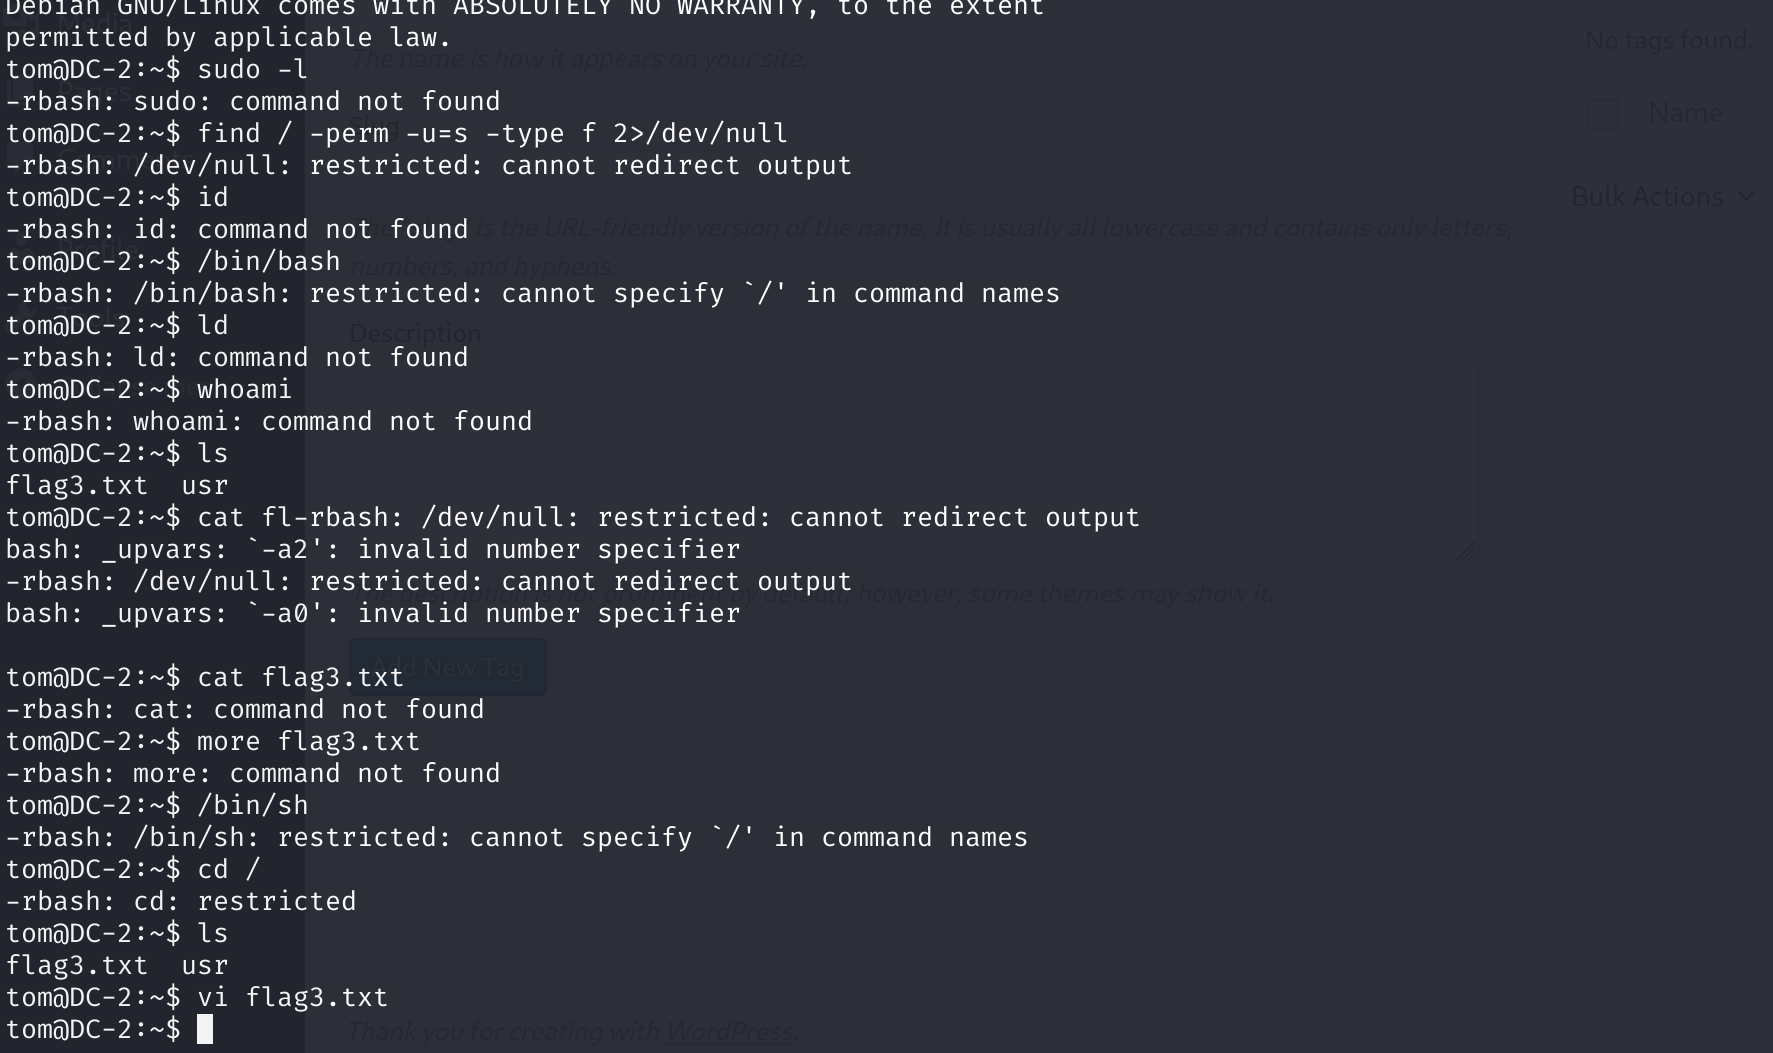 Debian GNU/Linux comes with ABSOLUTELY NO WARRANTY, to the extent
permitted by applicable law.
tom@DC-2:~$ sudo -l
-rbash: sudo: command not found
tom@DC-2:~$ find / -perm -u=s -type f 2>/dev/null
-rbash: /dev/null: restricted: cannot redirect output
tom@DC-2:~$ id
-rbash: id: command not found
tom@DC-2:~$ /bin/bash
-rbash: /bin/bash: restricted: cannot specify `/' in command names
tom@DC-2:~$ ld
-rbash: ld: command not found
tom@DC-2:~$ whoami
-rbash: whoami: command not found
tom@DC-2:~$ ls
flag3.txt  usr
tom@DC-2:~$ cat fl-rbash: /dev/null: restricted: cannot redirect output
bash: _upvars: `-a2': invalid number specifier
-rbash: /dev/null: restricted: cannot redirect output
bash: _upvars: `-a0': invalid number specifier
tom@DC-2:~$ cat flag3.txt
-rbash: cat: command not found
tom@DC-2:~$ more flag3.txt
-rbash: more: command not found
tom@DC-2:~$ /bin/sh
-rbash: /bin/sh: restricted: cannot specify `/' in command names
tom@DC-2:~$ cd /
-rbash: cd: restricted
tom@DC-2:~$ ls
flag3.txt  usr
tom@DC-2:~$ vi flag3.txt
tom@DC-2:~$
Media
Pages
Profile
The name is how it appears on your site.
Slug
is the URL-friendly version of the name. It is usually all lowercase and contains only letters,
numbers, and hyphens.
Description
The description is not prominent by default; however, some themes may show it.
Add New Tag
Thank you for creating with WordPress.
No tags found.
Name
Bulk Actions